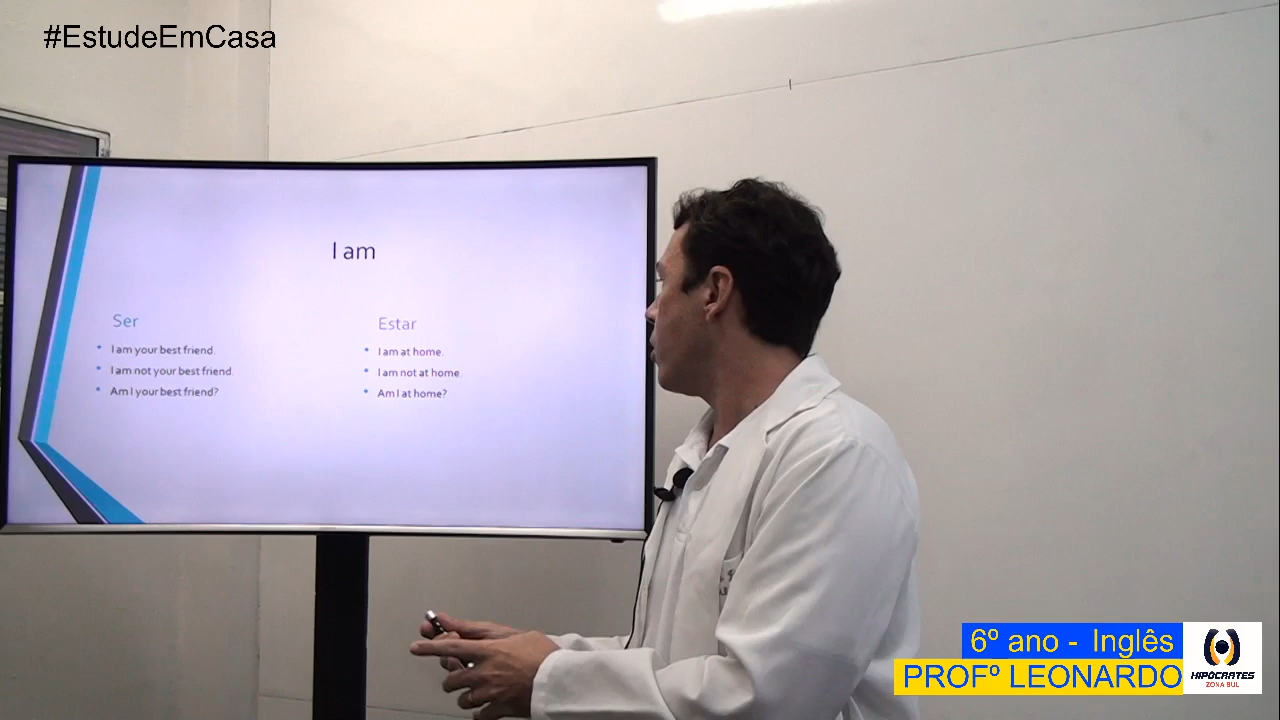 #EstudeEmCasa
I am
Ser
• I am your best friend.
• I am not your best friend.
• Am I your best friend?
Estar
• I am at home.
• I am not at home.
• Am I at home?
6º ano - Inglês
PROFº LEONARDO
HIPÓCRATES
ZONA SUL